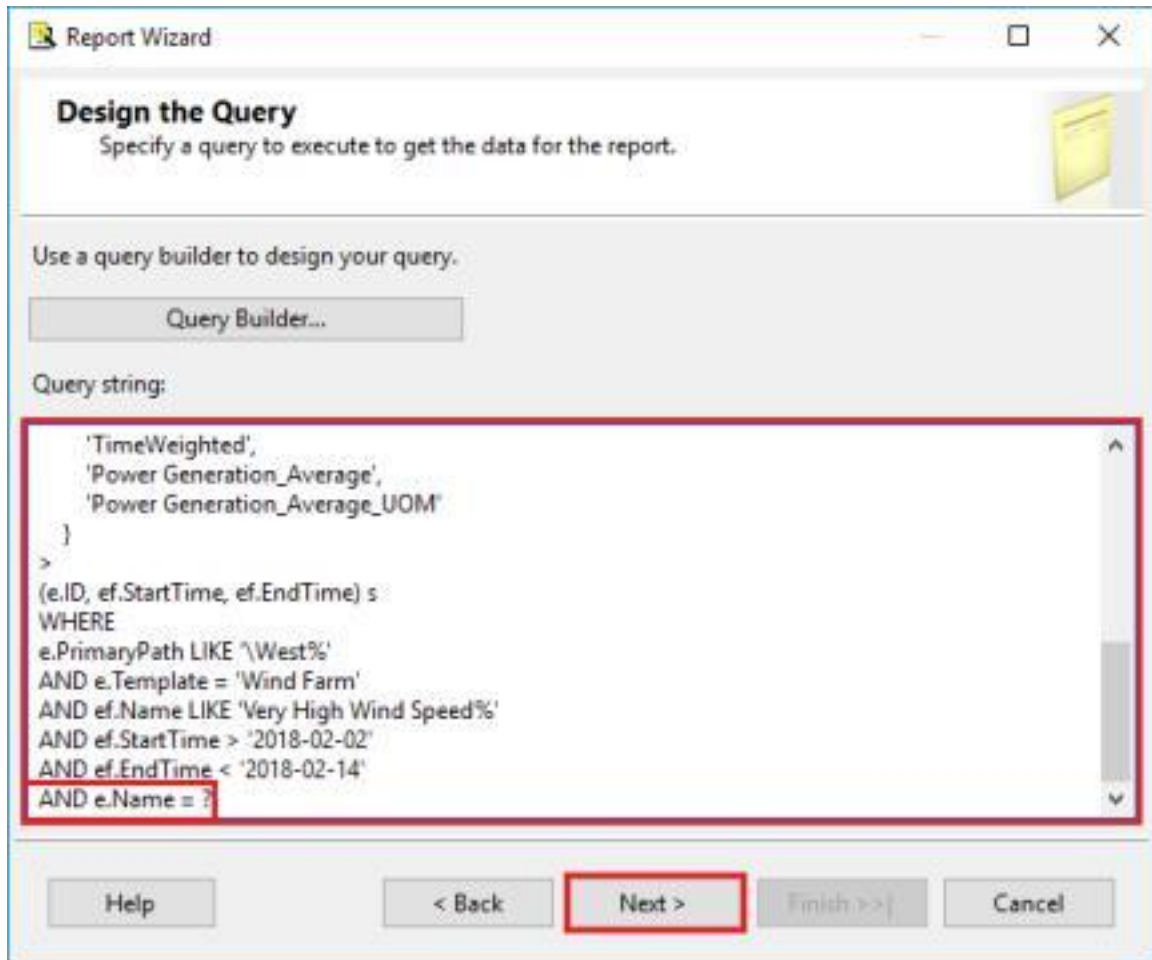 Report Wizard
Design the Query
Specify a query to execute to get the data for the report.
Use a query builder to design your query.
Query Builder...
Query string:
'TimeWeighted',
'Power Generation_Average',
'Power Generation_Average_UOM'
}
>
(e.ID, ef.StartTime, ef.EndTime) s
WHERE
e.PrimaryPath LIKE '\West%'
AND e.Template = 'Wind Farm'
AND ef.Name LIKE 'Very High Wind Speed%'
AND ef.StartTime > '2018-02-02'
AND ef.EndTime < '2018-02-14'
AND e.Name = ?
Help < Back Next > Finish >>| Cancel